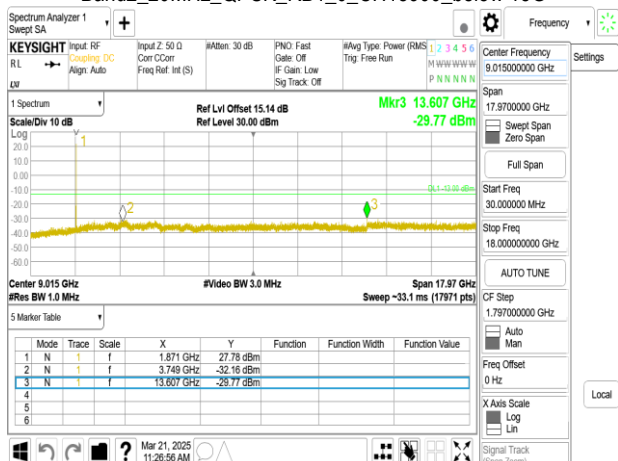 Spectrum Analyzer 1
Swept SA
Frequency
KEYSIGHT
Input: RF
Input Z: 50 Ω
#Atten: 30 dB
PNO: Fast
#Avg Type: Power (RMS
1 2 3 4 5 6
RL
Coupling: DC
Corr CCorr
Gate: Off
Trig: Free Run
M W W W W W
Align: Auto
Freq Ref: Int (S)
IF Gain: Low
P N N N N N
LXI
Sig Track: Off
Center Frequency
9.015000000 GHz
Settings
1 Spectrum
Ref Lvl Offset 15.14 dB
Mkr3 13.607 GHz
Scale/Div 10 dB
Ref Level 30.00 dBm
-29.77 dBm
Log
20.0
10.0
0.00
-10.0
-20.0
-30.0
-40.0
-50.0
-60.0
1
2
3
DL1 -13.00 dBm
Center 9.015 GHz
#Video BW 3.0 MHz
Span 17.97 GHz
#Res BW 1.0 MHz
Sweep ~33.1 ms (17971 pts)
Span
17.9700000 GHz
Swept Span
Zero Span
Full Span
Start Freq
30.000000 MHz
Stop Freq
18.000000000 GHz
AUTO TUNE
CF Step
1.797000000 GHz
Auto
Man
Freq Offset
0 Hz
X Axis Scale
Log
Lin
Local
Signal Track
(Span Zoom)
5 Marker Table
Mode Trace Scale X Y Function Function Width Function Value
1 N 1 f 1.871 GHz 27.78 dBm
2 N 1 f 3.749 GHz -32.16 dBm
3 N 1 f 13.607 GHz -29.77 dBm
4
5
6
?
Mar 21, 2025
11:26:56 AM